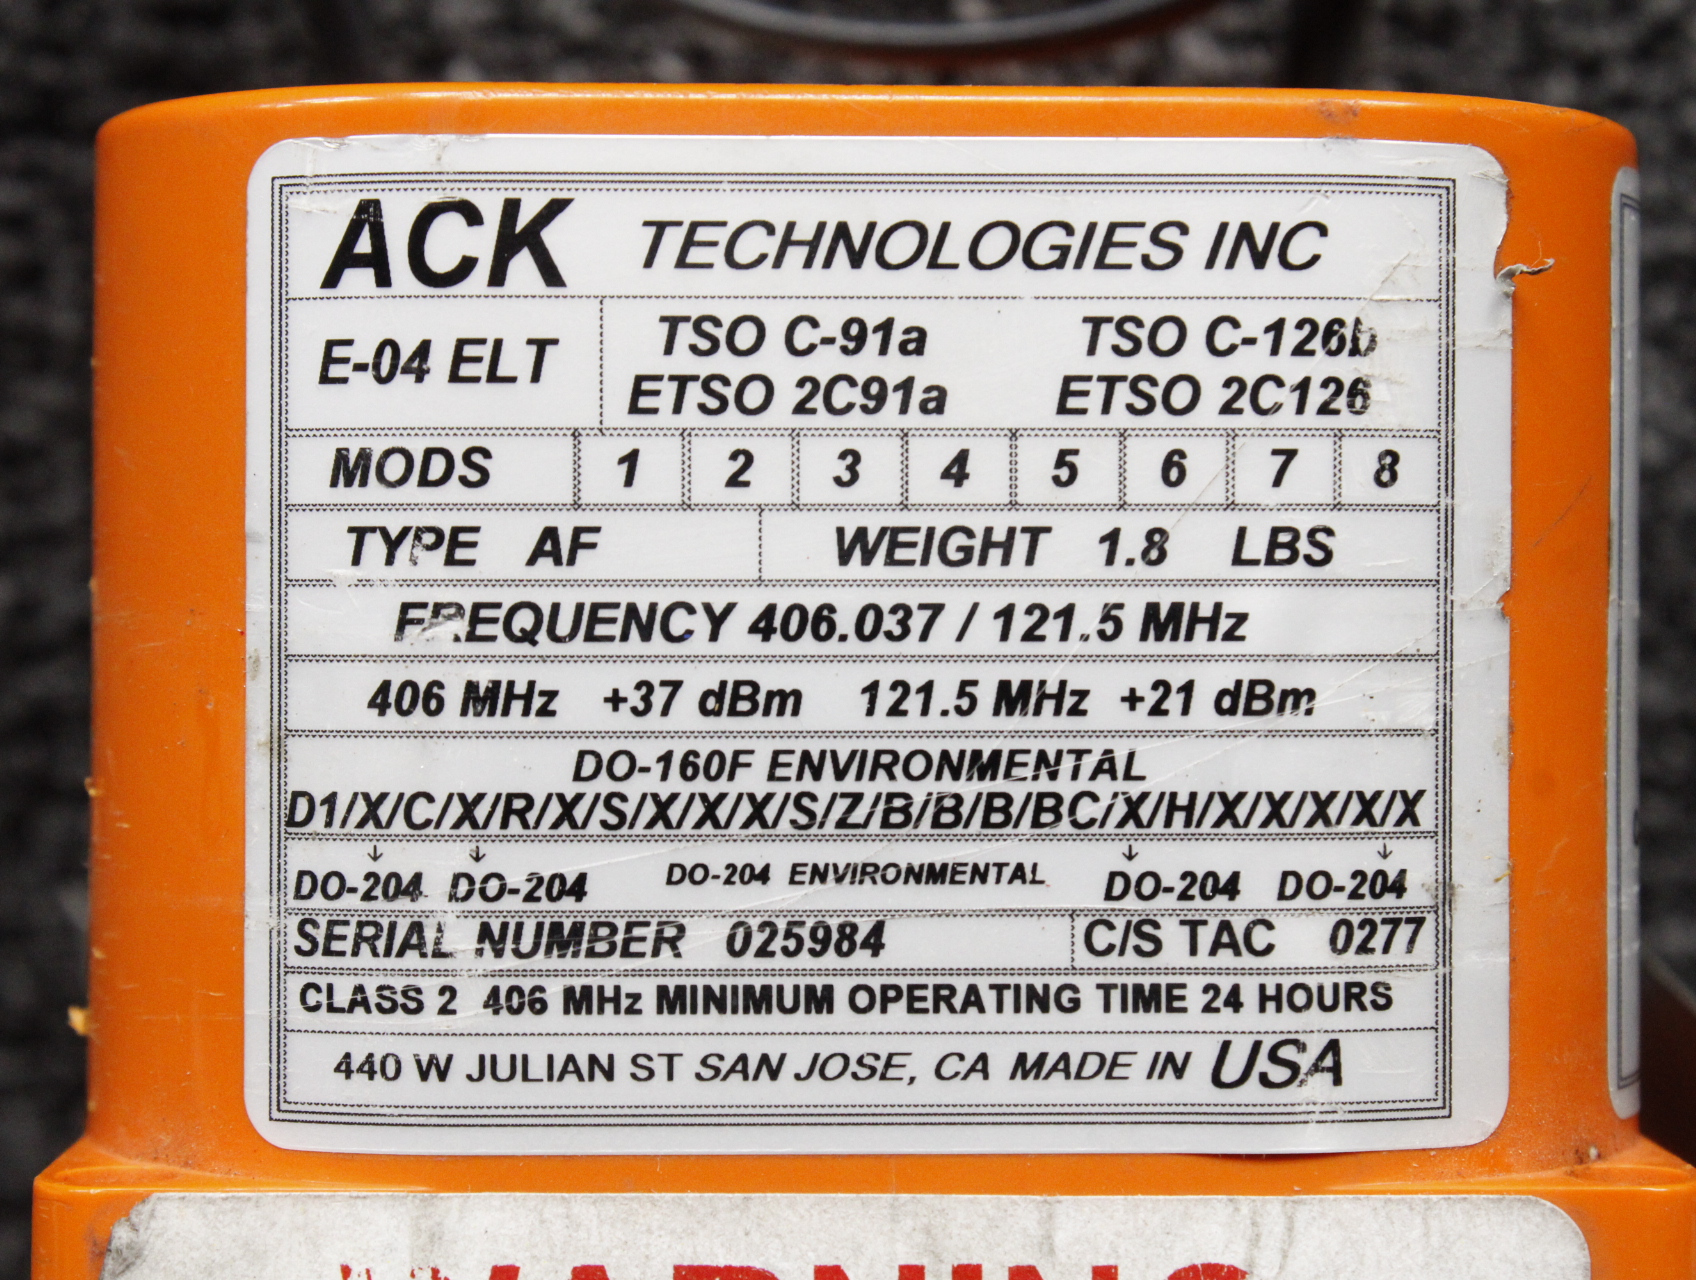 ACK TECHNOLOGIES INC
E-04 ELT
TSO C-91a TSO C-126b
ETSO 2C91a ETSO 2C126
MODS 1 2 3 4 5 6 7 8
TYPE AF WEIGHT 1.8 LBS
FREQUENCY 406.037 / 121.5 MHz
406 MHz +37 dBm 121.5 MHz +21 dBm
DO-160F ENVIRONMENTAL
D1/X/C/X/R/X/S/X/X/X/S/Z/B/B/B/BC/X/H/X/X/X/X/X
↓ ↓ ↓ ↓
DO-204 DO-204 DO-204 ENVIRONMENTAL DO-204 DO-204
SERIAL NUMBER 025984 C/S TAC 0277
CLASS 2 406 MHz MINIMUM OPERATING TIME 24 HOURS
440 W JULIAN ST SAN JOSE, CA MADE IN USA
WARNING